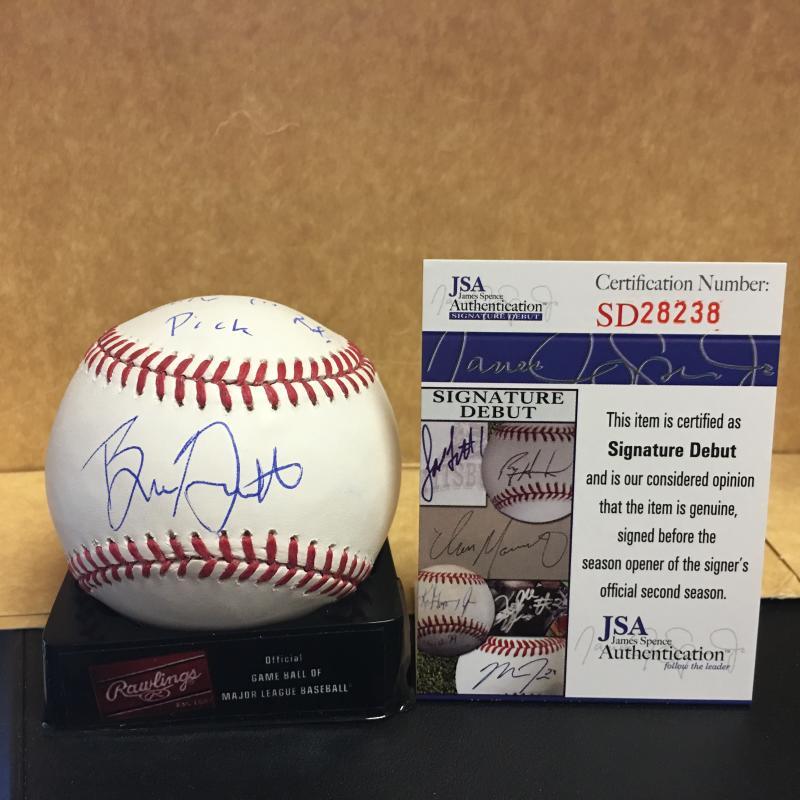 Pick
Rawlings
Official
GAME BALL OF
MAJOR LEAGUE BASEBALL
JSA
James Spence
Authentication
SIGNATURE DEBUT
Certification Number:
SD28238
SIGNATURE
DEBUT
This item is certified as
Signature Debut
and is our considered opinion
that the item is genuine,
signed before the
season opener of the signer's
official second season.
JSA
James Spence
Authentication
follow the leader